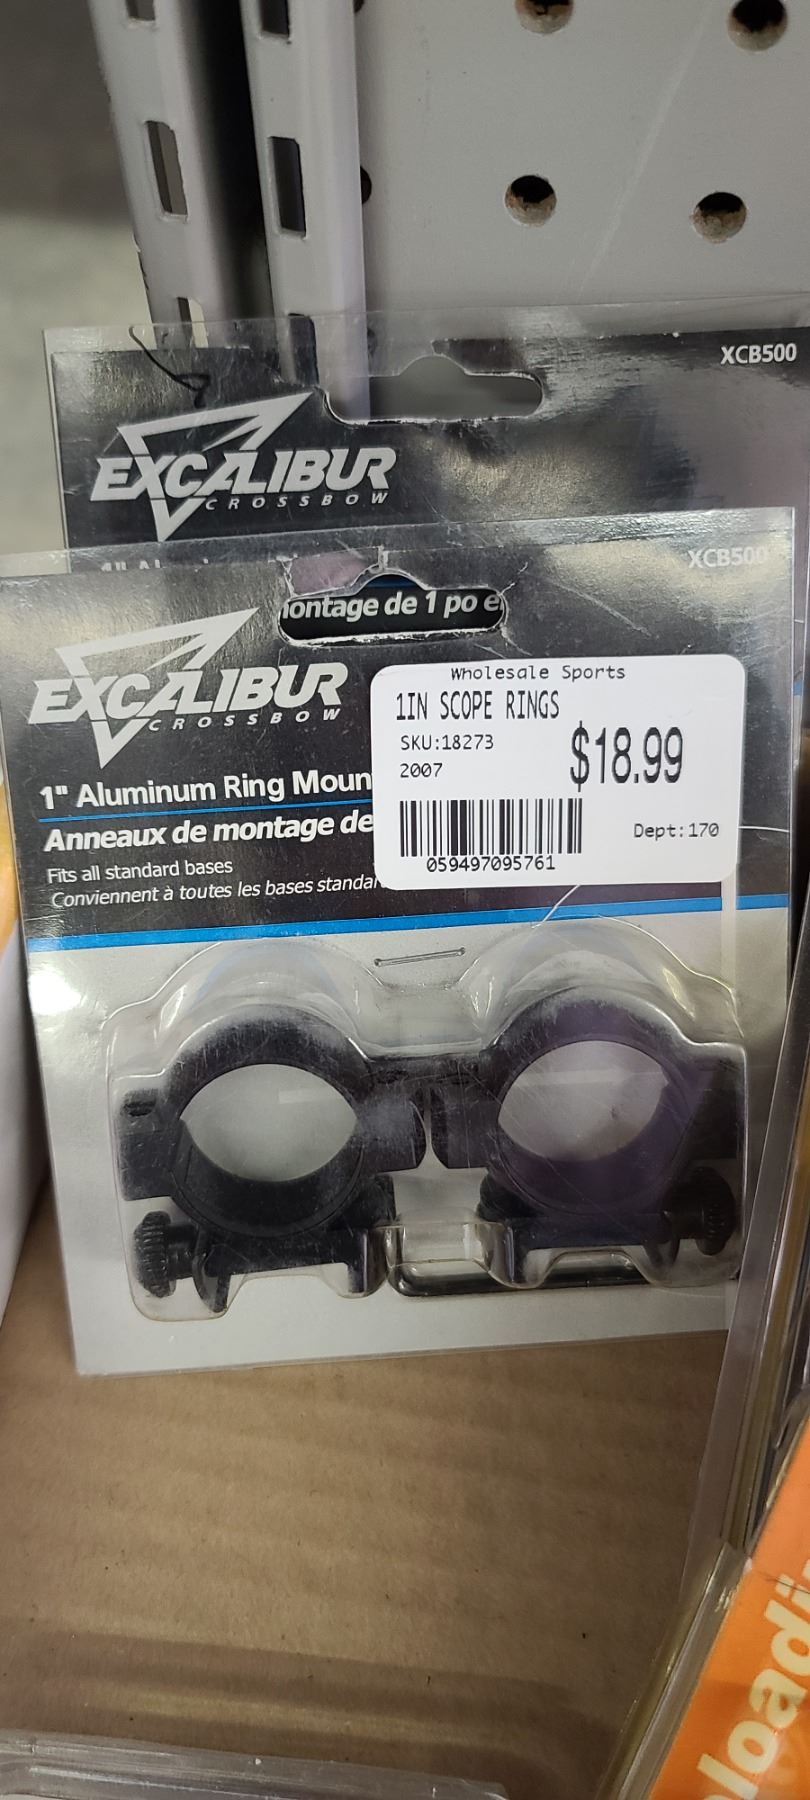 XCB500
EXCALIBUR
CROSSBOW
XCB500
montage de 1 po e
EXCALIBUR
CROSSBOW
1" Aluminum Ring Moun
Anneaux de montage de
Fits all standard bases
Conviennent à toutes les bases standar
Wholesale Sports
1IN SCOPE RINGS
SKU:18273
$18.99
2007
Dept:170
059497095761
loadi